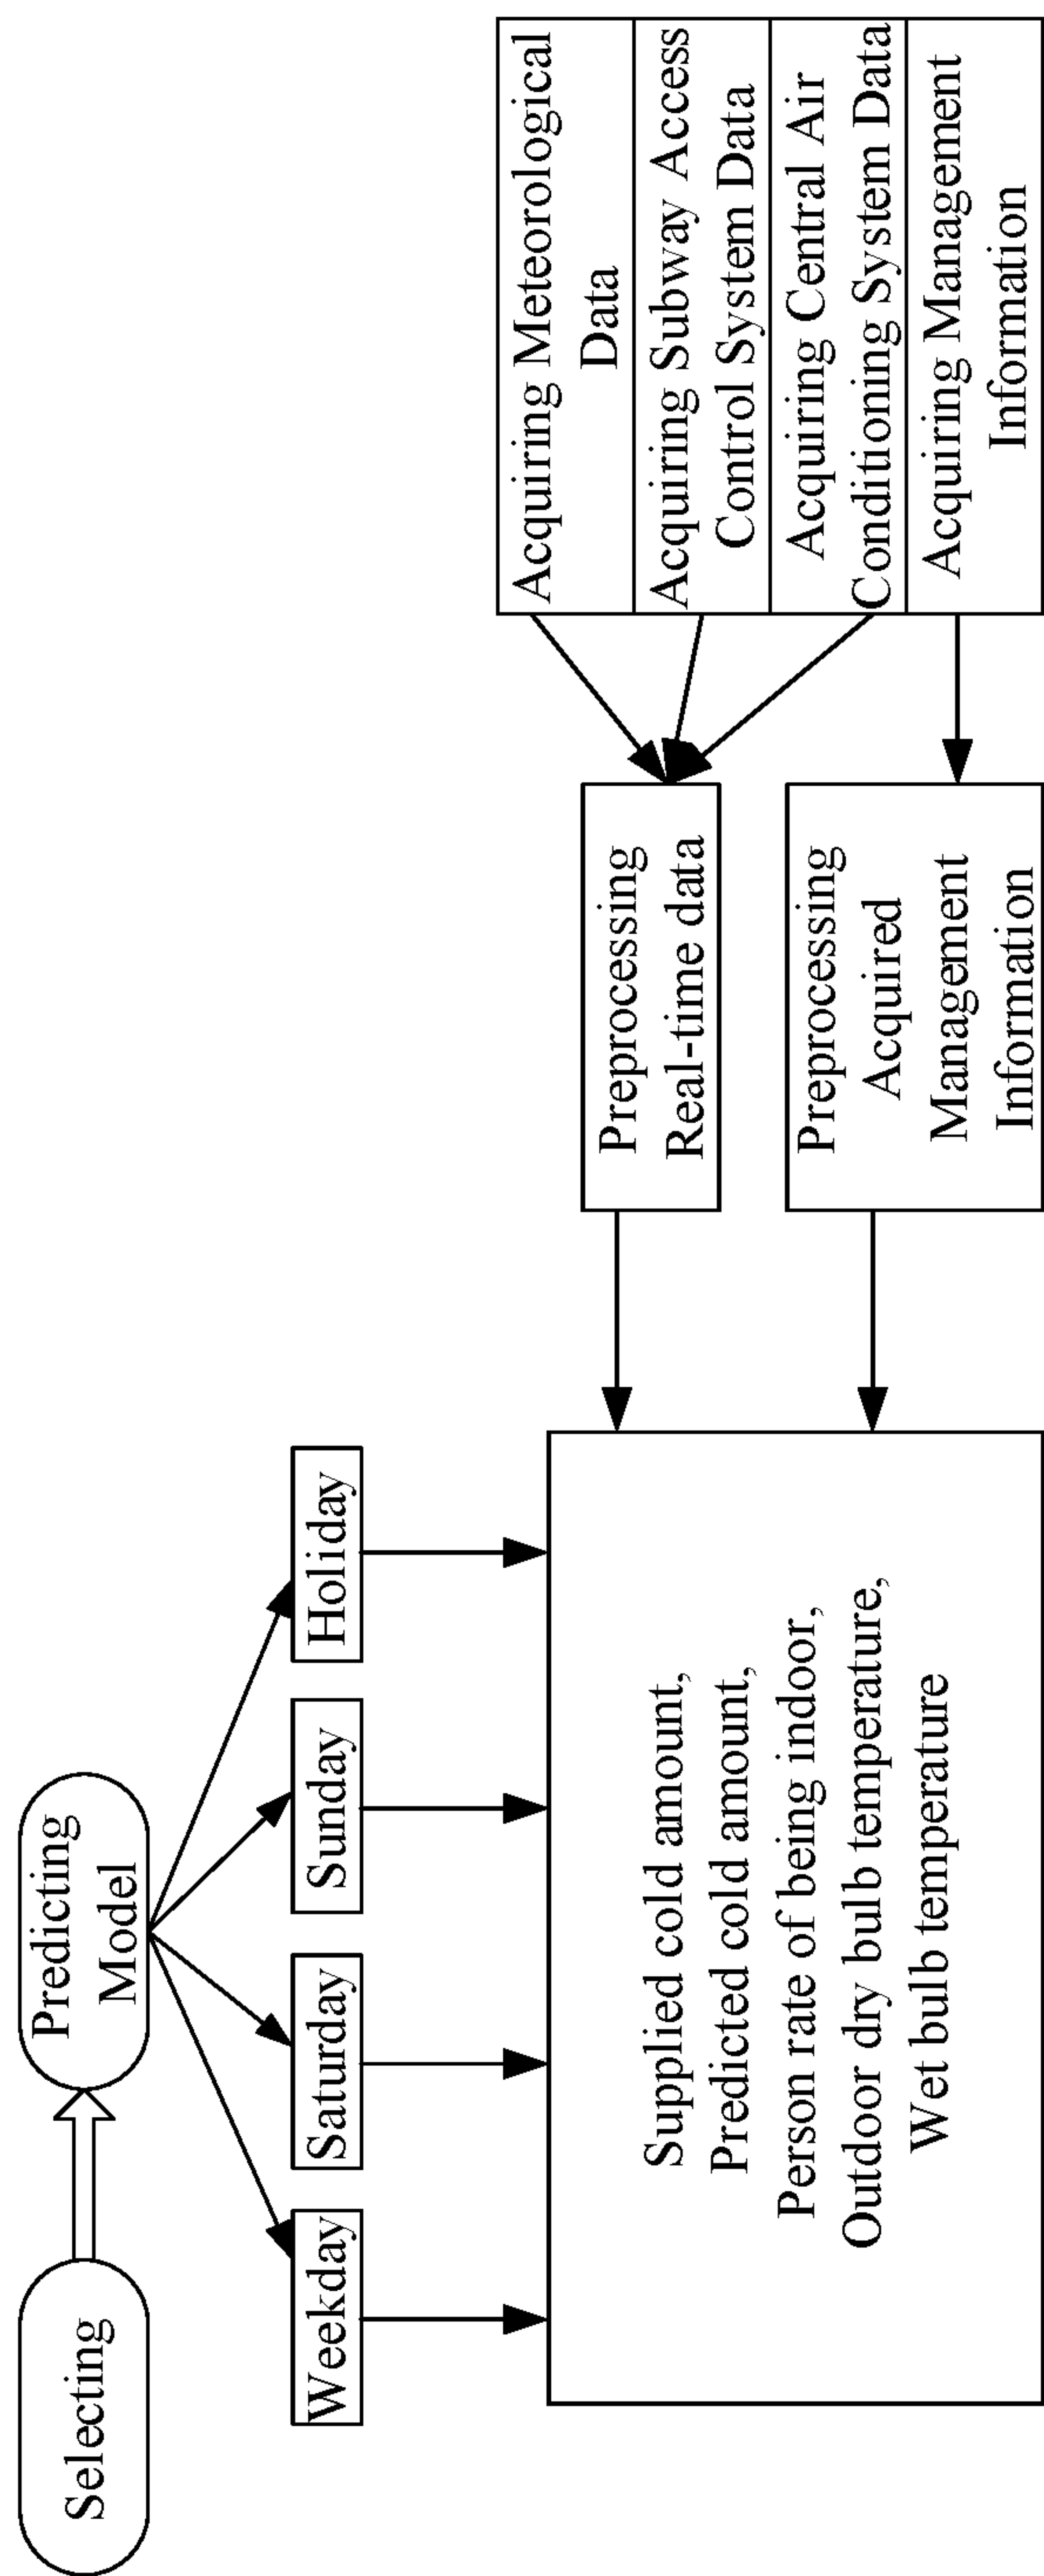 Selecting
Predicting
Model
Weekday
Saturday
Sunday
Holiday
Supplied cold amount,
Predicted cold amount,
Person rate of being indoor,
Outdoor dry bulb temperature,
Wet bulb temperature
Preprocessing
Real-time data
Preprocessing
Acquired
Management
Information
Acquiring Meteorological
Data
Acquiring Subway Access
Control System Data
Acquiring Central Air
Conditioning System Data
Acquiring Management
Information